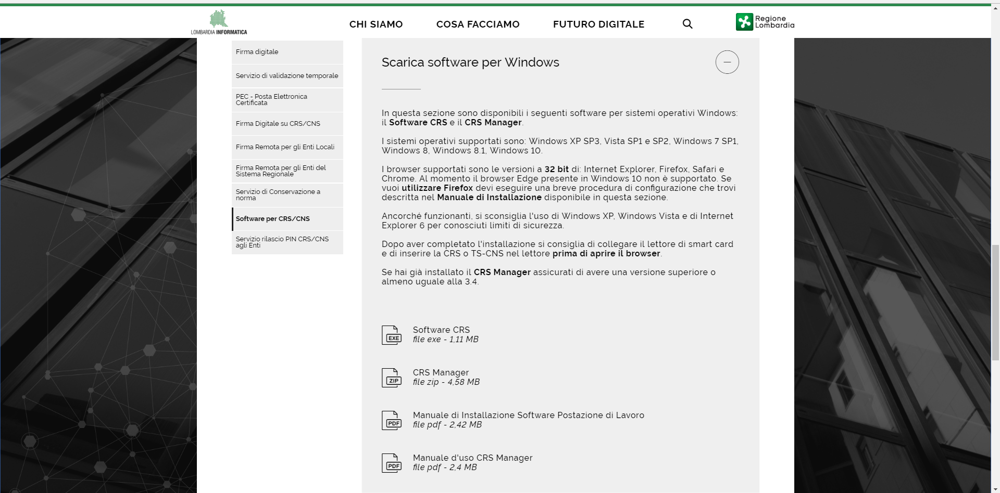 LOMBARDIA INFORMATICA
CHI SIAMO
COSA FACCIAMO
FUTURO DIGITALE
Regione
Lombardia
Firma digitale
Servizio di validazione temporale
PEC - Posta Elettronica
Certificata
Firma Digitale su CRS/CNS
Firma Remota per gli Enti Locali
Firma Remota per gli Enti del
Sistema Regionale
Servizio di Conservazione a
norma
Software per CRS/CNS
Servizio rilascio PIN CRS/CNS
agli Enti
Scarica software per Windows
In questa sezione sono disponibili i seguenti software per sistemi operativi Windows:
il Software CRS e il CRS Manager.
I sistemi operativi supportati sono: Windows XP SP3, Vista SP1 e SP2, Windows 7 SP1,
Windows 8, Windows 8.1, Windows 10.
I browser supportati sono le versioni a 32 bit di: Internet Explorer, Firefox, Safari e
Chrome. Al momento il browser Edge presente in Windows 10 non è supportato. Se
vuoi utilizzare Firefox devi eseguire una breve procedura di configurazione che trovi
descritta nel Manuale di Installazione disponibile in questa sezione.
Ancorché funzionanti, si sconsiglia l'uso di Windows XP, Windows Vista e di Internet
Explorer 6 per conosciuti limiti di sicurezza.
Dopo aver completato l'installazione si consiglia di collegare il lettore di smart card
e di inserire la CRS o TS-CNS nel lettore prima di aprire il browser.
Se hai già installato il CRS Manager assicurati di avere una versione superiore o
almeno uguale alla 3.4.
EXE
Software CRS
file exe - 1,11 MB
ZIP
CRS Manager
file zip - 4,58 MB
PDF
Manuale di Installazione Software Postazione di Lavoro
file pdf - 2,42 MB
PDF
Manuale d'uso CRS Manager
file pdf - 2,4 MB